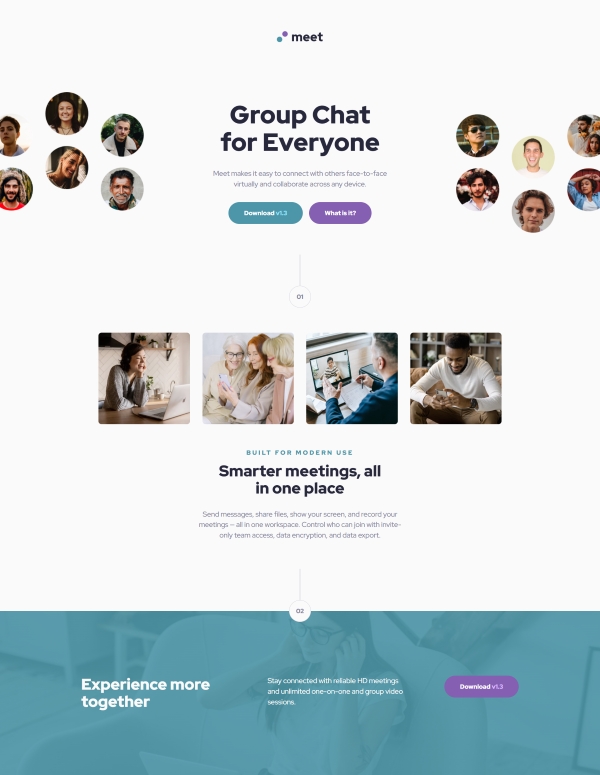 meet
Group Chat
for Everyone
Meet makes it easy to connect with others face-to-face
virtually and collaborate across any device.
Download v1.3
What is it?
01
BUILT FOR MODERN USE
Smarter meetings, all
in one place
Send messages, share files, show your screen, and record your
meetings — all in one workspace. Control who can join with invite-
only team access, data encryption, and data export.
02
Experience more
together
Stay connected with reliable HD meetings
and unlimited one-on-one and group video
sessions.
Download v1.3